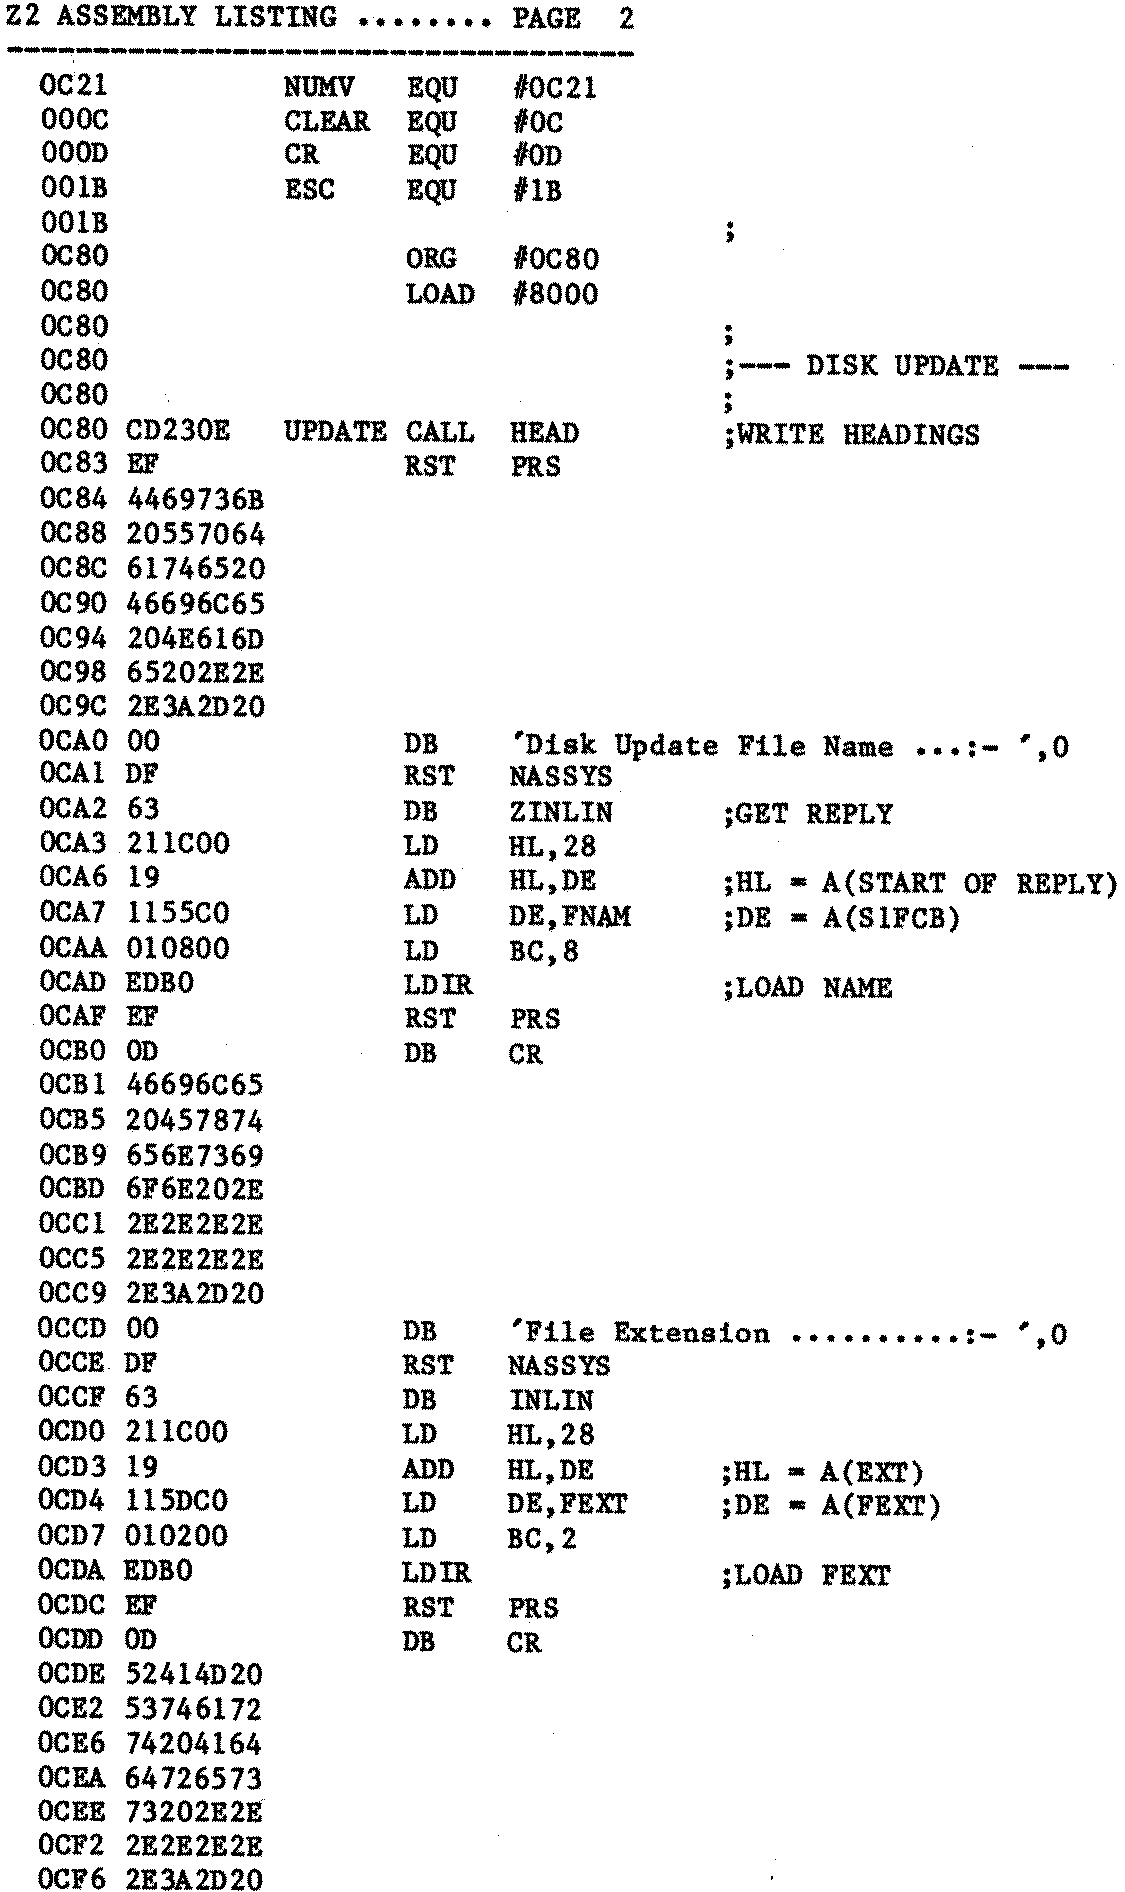 Z2 ASSEMBLY LISTING ........ PAGE  2
-------------------------------------
0C21          NUMV   EQU   #0C21
000C          CLEAR  EQU   #0C
000D          CR     EQU   #0D
001B          ESC    EQU   #1B
001B                                   ;
0C80                 ORG   #0C80
0C80                 LOAD  #8000
0C80                                   ;
0C80                                   ;--- DISK UPDATE ---
0C80                                   ;
0C80 CD230E   UPDATE CALL  HEAD        ;WRITE HEADINGS
0C83 EF              RST   PRS
0C84 4469736B
0C88 20557064
0C8C 61746520
0C90 46696C65
0C94 204E616D
0C98 65202E2E
0C9C 2E3A2D20
0CA0 00              DB    'Disk Update File Name ...:- ',0
0CA1 DF              RST   NASSYS
0CA2 63              DB    ZINLIN      ;GET REPLY
0CA3 211C00          LD    HL,28
0CA6 19              ADD   HL,DE       ;HL = A(START OF REPLY)
0CA7 1155C0          LD    DE,FNAM     ;DE = A(S1FCB)
0CAA 010800          LD    BC,8
0CAD EDB0            LDIR              ;LOAD NAME
0CAF EF              RST   PRS
0CB0 0D              DB    CR
0CB1 46696C65
0CB5 20457874
0CB9 656E7369
0CBD 6F6E202E
0CC1 2E2E2E2E
0CC5 2E2E2E2E
0CC9 2E3A2D20
0CCD 00              DB    'File Extension ..........:- ',0
0CCE DF              RST   NASSYS
0CCF 63              DB    INLIN
0CD0 211C00          LD    HL,28
0CD3 19              ADD   HL,DE       ;HL = A(EXT)
0CD4 115DC0          LD    DE,FEXT     ;DE = A(FEXT)
0CD7 010200          LD    BC,2
0CDA EDB0            LDIR              ;LOAD FEXT
0CDC EF              RST   PRS
0CDD 0D              DB    CR
0CDE 52414D20
0CE2 53746172
0CE6 74204164
0CEA 64726573
0CEE 73202E2E
0CF2 2E2E2E2E
0CF6 2E3A2D20